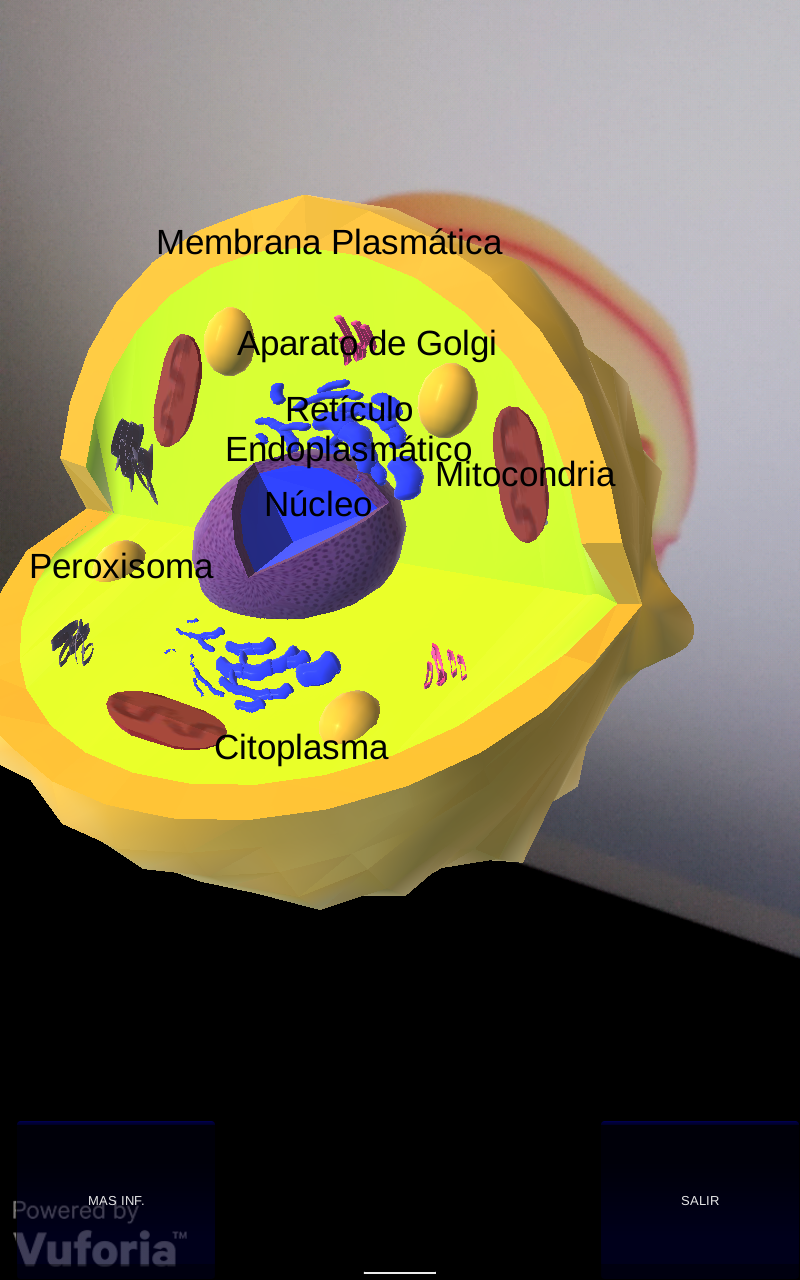 Membrana Plasmática
Aparato de Golgi
Retículo
Endoplasmático
Mitocondria
Núcleo
Peroxisoma
Citoplasma
MAS INF.
SALIR
Powered by
Vuforia™